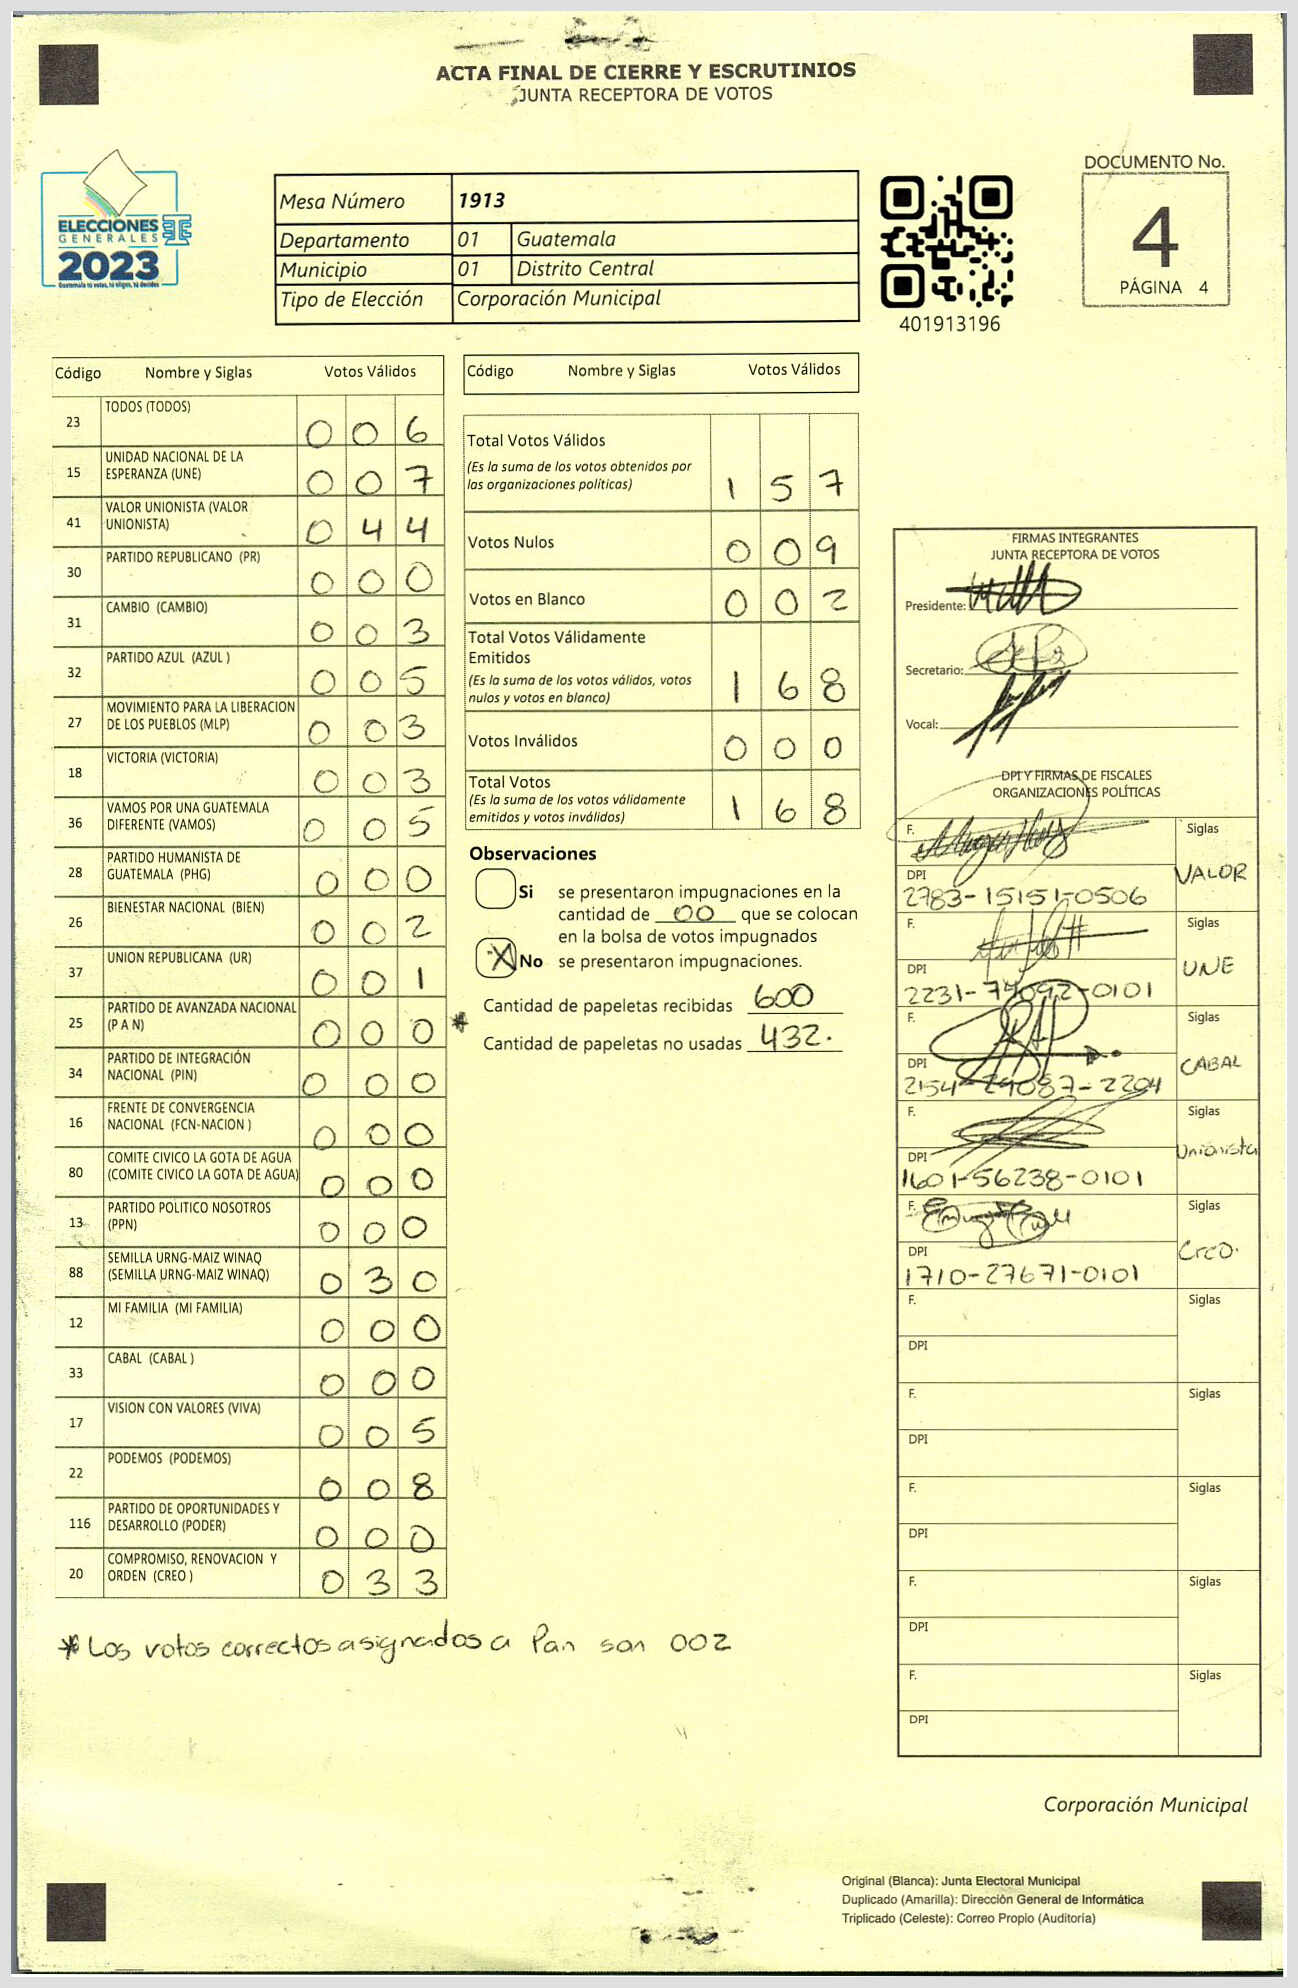 ACTA FINAL DE CIERRE Y ESCRUTINIOS
JUNTA RECEPTORA DE VOTOS
ELECCIONES
GENERALES
2023
Guatemala tú votas, tú eliges, tú decides
Mesa Número 1913
Departamento 01 Guatemala
Municipio 01 Distrito Central
Tipo de Elección Corporación Municipal
401913196
DOCUMENTO No.
4
PÁGINA 4
Código Nombre y Siglas Votos Válidos
23 TODOS (TODOS) 0 0 6
15 UNIDAD NACIONAL DE LA
ESPERANZA (UNE) 0 0 7
41 VALOR UNIONISTA (VALOR
UNIONISTA) 0 4 4
30 PARTIDO REPUBLICANO (PR) 0 0 0
31 CAMBIO (CAMBIO) 0 0 3
32 PARTIDO AZUL (AZUL ) 0 0 5
27 MOVIMIENTO PARA LA LIBERACION
DE LOS PUEBLOS (MLP) 0 0 3
18 VICTORIA (VICTORIA) 0 0 3
36 VAMOS POR UNA GUATEMALA
DIFERENTE (VAMOS) 0 0 5
28 PARTIDO HUMANISTA DE
GUATEMALA (PHG) 0 0 0
26 BIENESTAR NACIONAL (BIEN) 0 0 2
37 UNION REPUBLICANA (UR) 0 0 1
25 PARTIDO DE AVANZADA NACIONAL
(P A N) 0 0 0 *
34 PARTIDO DE INTEGRACIÓN
NACIONAL (PIN) 0 0 0
16 FRENTE DE CONVERGENCIA
NACIONAL (FCN-NACION ) 0 0 0
80 COMITE CIVICO LA GOTA DE AGUA
(COMITE CIVICO LA GOTA DE AGUA) 0 0 0
13 PARTIDO POLITICO NOSOTROS
(PPN) 0 0 0
88 SEMILLA URNG-MAIZ WINAQ
(SEMILLA URNG-MAIZ WINAQ) 0 3 0
12 MI FAMILIA (MI FAMILIA) 0 0 0
33 CABAL (CABAL ) 0 0 0
17 VISION CON VALORES (VIVA) 0 0 5
22 PODEMOS (PODEMOS) 0 0 8
116 PARTIDO DE OPORTUNIDADES Y
DESARROLLO (PODER) 0 0 0
20 COMPROMISO, RENOVACION Y
ORDEN (CREO ) 0 3 3
* Los votos correctos asignados a Pan son 002
Código Nombre y Siglas Votos Válidos
Total Votos Válidos
(Es la suma de los votos obtenidos por
las organizaciones políticas) 1 5 7
Votos Nulos 0 0 9
Votos en Blanco 0 0 2
Total Votos Válidamente
Emitidos
(Es la suma de los votos válidos, votos
nulos y votos en blanco) 1 6 8
Votos Inválidos 0 0 0
Total Votos
(Es la suma de los votos válidamente
emitidos y votos inválidos) 1 6 8
Observaciones
Si se presentaron impugnaciones en la
cantidad de 00 que se colocan
en la bolsa de votos impugnados
X No se presentaron impugnaciones.
Cantidad de papeletas recibidas 600
Cantidad de papeletas no usadas 432.
FIRMAS INTEGRANTES
JUNTA RECEPTORA DE VOTOS
Presidente:
Secretario:
Vocal:
DPI Y FIRMAS DE FISCALES
ORGANIZACIONES POLÍTICAS
F. Siglas
VALOR
DPI
2783-15151-0506
F. Siglas
UNE
DPI
2231-74092-0101
F. Siglas
CABAL
DPI
2154-29087-2204
F. Siglas
Unionista
DPI
1601-56238-0101
F. Siglas
CREO.
DPI
1710-27671-0101
F. Siglas
DPI
F. Siglas
DPI
F. Siglas
DPI
F. Siglas
DPI
F. Siglas
DPI
Corporación Municipal
Original (Blanca): Junta Electoral Municipal
Duplicado (Amarilla): Dirección General de Informática
Triplicado (Celeste): Correo Propio (Auditoría)